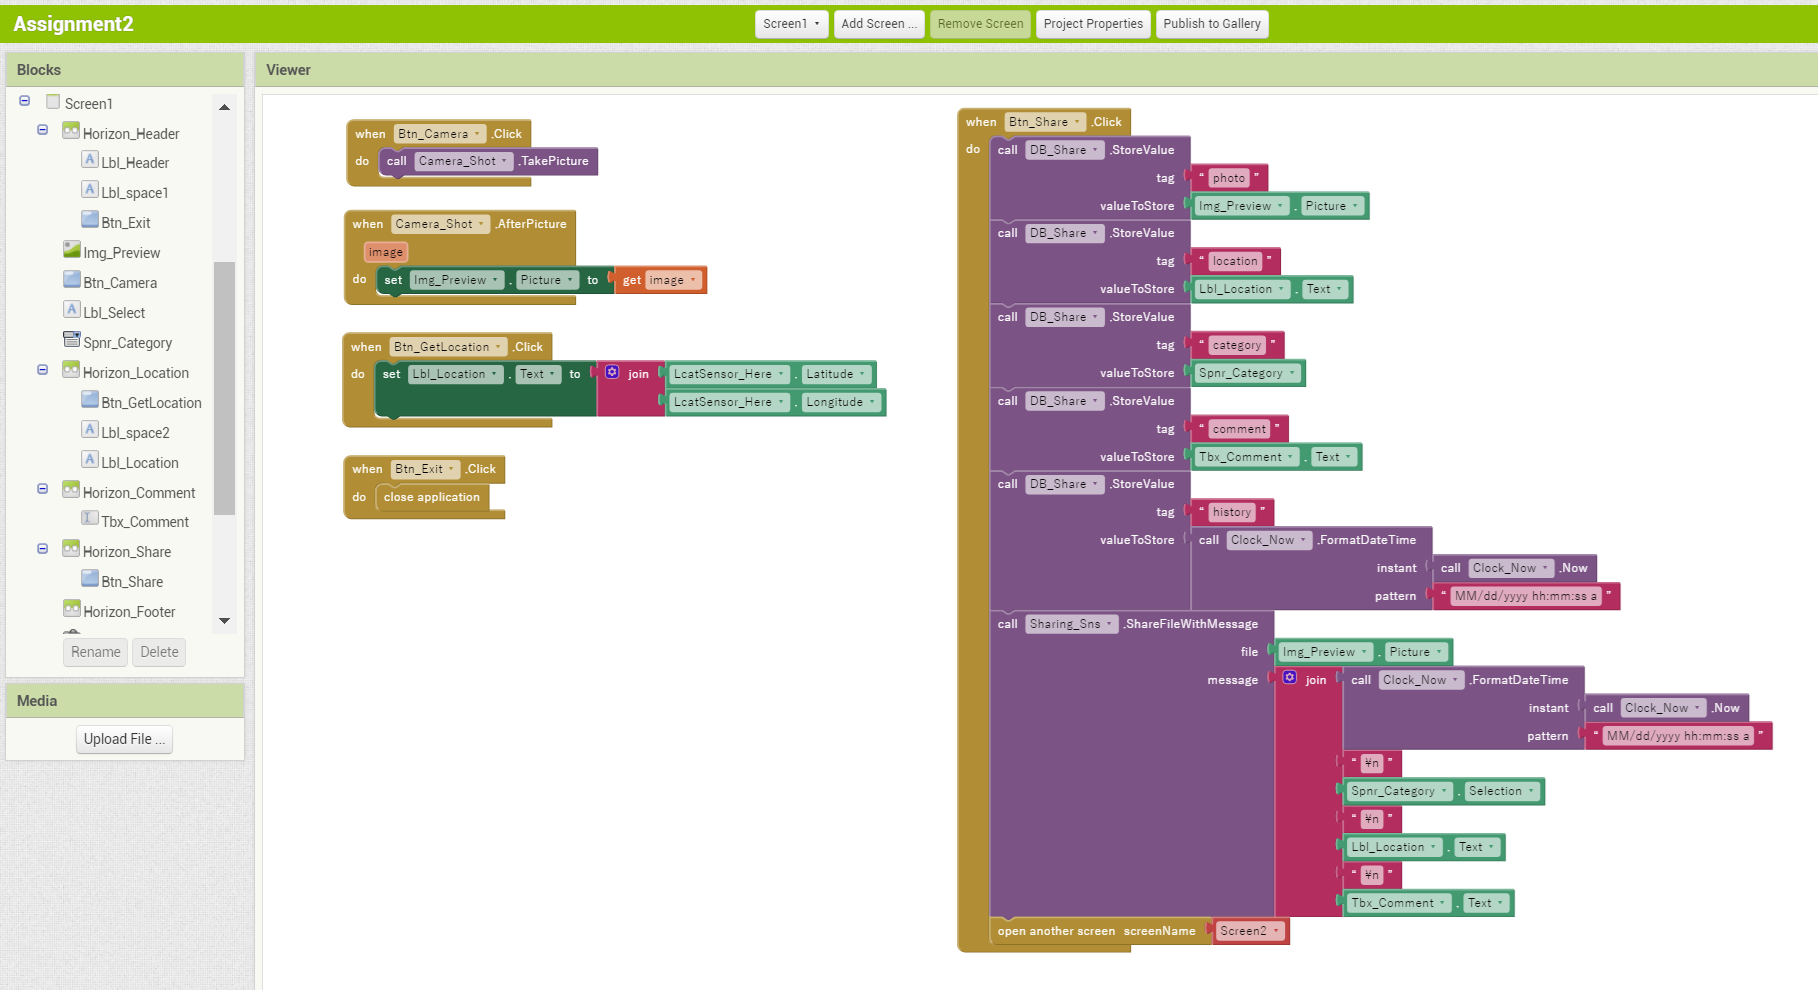 Assignment2
Screen1 Add Screen ... Remove Screen Project Properties Publish to Gallery
Blocks
Screen1
Horizon_Header
Lbl_Header
Lbl_space1
Btn_Exit
Img_Preview
Btn_Camera
Lbl_Select
Spnr_Category
Horizon_Location
Btn_GetLocation
Lbl_space2
Lbl_Location
Horizon_Comment
Tbx_Comment
Horizon_Share
Btn_Share
Horizon_Footer
Rename Delete
Media
Upload File ...
Viewer
when Btn_Camera .Click
do call Camera_Shot .TakePicture
when Camera_Shot .AfterPicture
image
do set Img_Preview . Picture to get image
when Btn_GetLocation .Click
do set Lbl_Location . Text to join LcatSensor_Here . Latitude
LcatSensor_Here . Longitude
when Btn_Exit .Click
do close application
when Btn_Share .Click
do call DB_Share .StoreValue
tag " photo "
valueToStore Img_Preview . Picture
call DB_Share .StoreValue
tag " location "
valueToStore Lbl_Location . Text
call DB_Share .StoreValue
tag " category "
valueToStore Spnr_Category
call DB_Share .StoreValue
tag " comment "
valueToStore Tbx_Comment . Text
call DB_Share .StoreValue
tag " history "
valueToStore call Clock_Now .FormatDateTime
instant call Clock_Now .Now
pattern " MM/dd/yyyy hh:mm:ss a "
call Sharing_Sns .ShareFileWithMessage
file Img_Preview . Picture
message join call Clock_Now .FormatDateTime
instant call Clock_Now .Now
pattern " MM/dd/yyyy hh:mm:ss a "
" ¥n "
Spnr_Category . Selection
" ¥n "
Lbl_Location . Text
" ¥n "
Tbx_Comment . Text
open another screen screenName Screen2